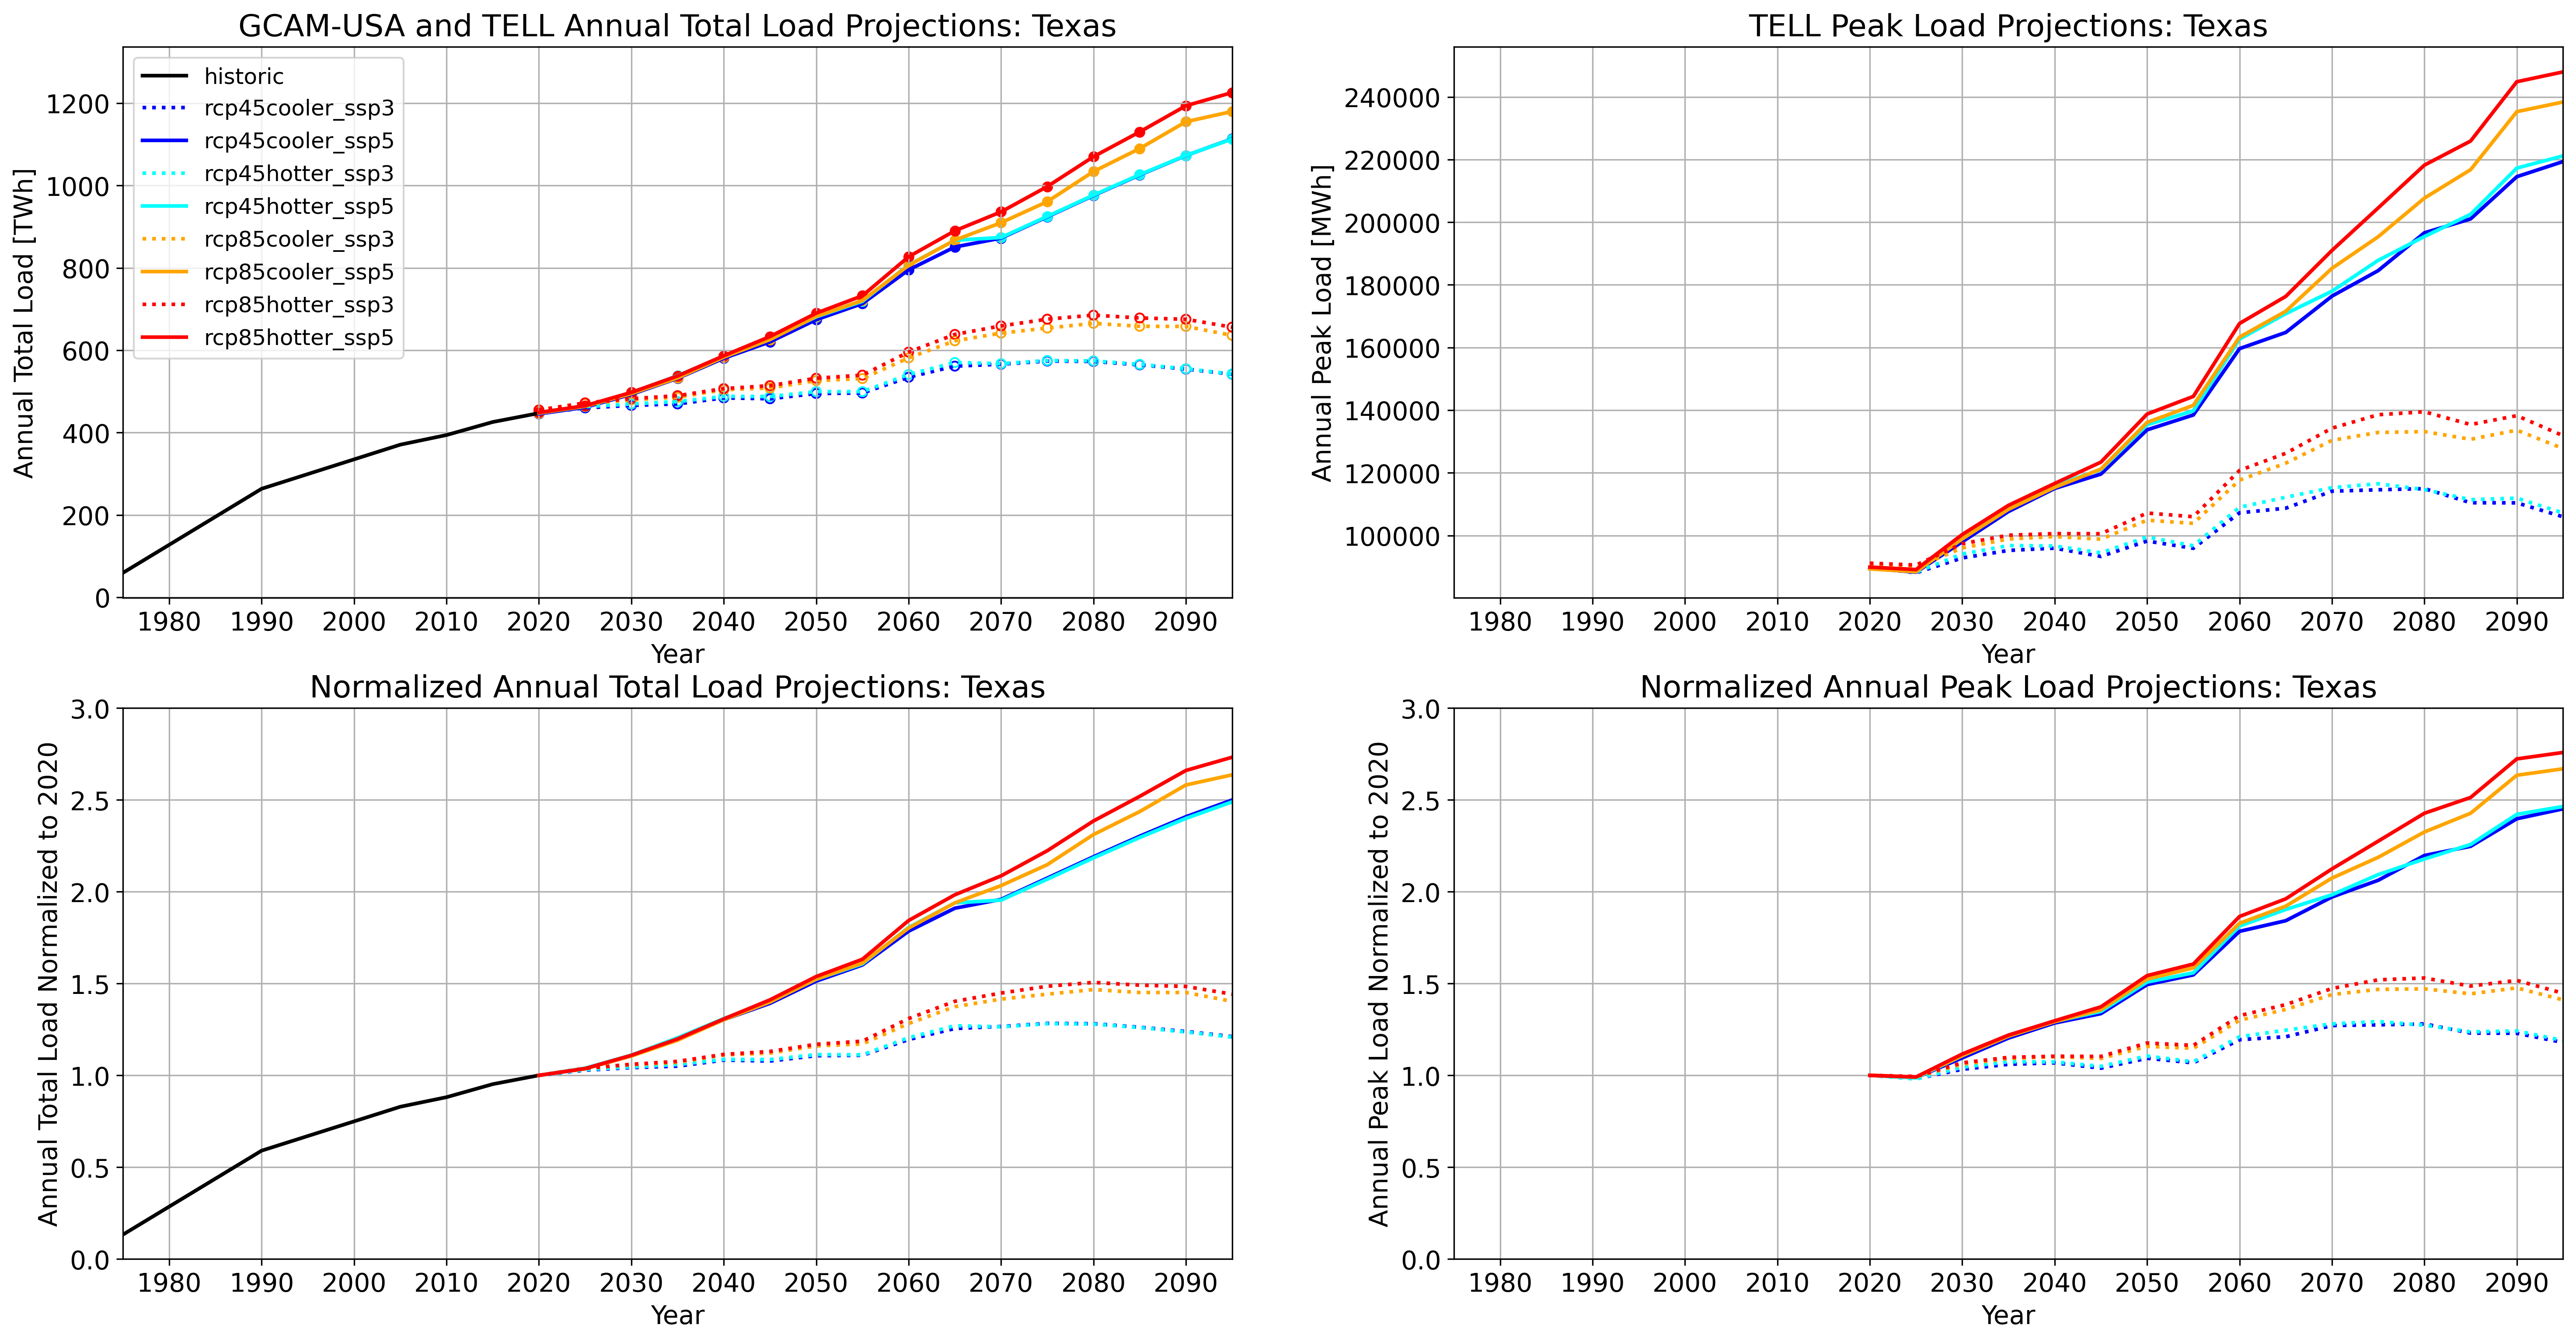 GCAM-USA and TELL Annual Total Load Projections: Texas
Annual Total Load [TWh]
1200
1000
800
600
400
200
0
historic
rcp45cooler_ssp3
rcp45cooler_ssp5
rcp45hotter_ssp3
rcp45hotter_ssp5
rcp85cooler_ssp3
rcp85cooler_ssp5
rcp85hotter_ssp3
rcp85hotter_ssp5
1980 1990 2000 2010 2020 2030 2040 2050 2060 2070 2080 2090
Year
TELL Peak Load Projections: Texas
Annual Peak Load [MWh]
240000
220000
200000
180000
160000
140000
120000
100000
1980 1990 2000 2010 2020 2030 2040 2050 2060 2070 2080 2090
Year
Normalized Annual Total Load Projections: Texas
Annual Total Load Normalized to 2020
3.0
2.5
2.0
1.5
1.0
0.5
0.0
1980 1990 2000 2010 2020 2030 2040 2050 2060 2070 2080 2090
Year
Normalized Annual Peak Load Projections: Texas
Annual Peak Load Normalized to 2020
3.0
2.5
2.0
1.5
1.0
0.5
0.0
1980 1990 2000 2010 2020 2030 2040 2050 2060 2070 2080 2090
Year